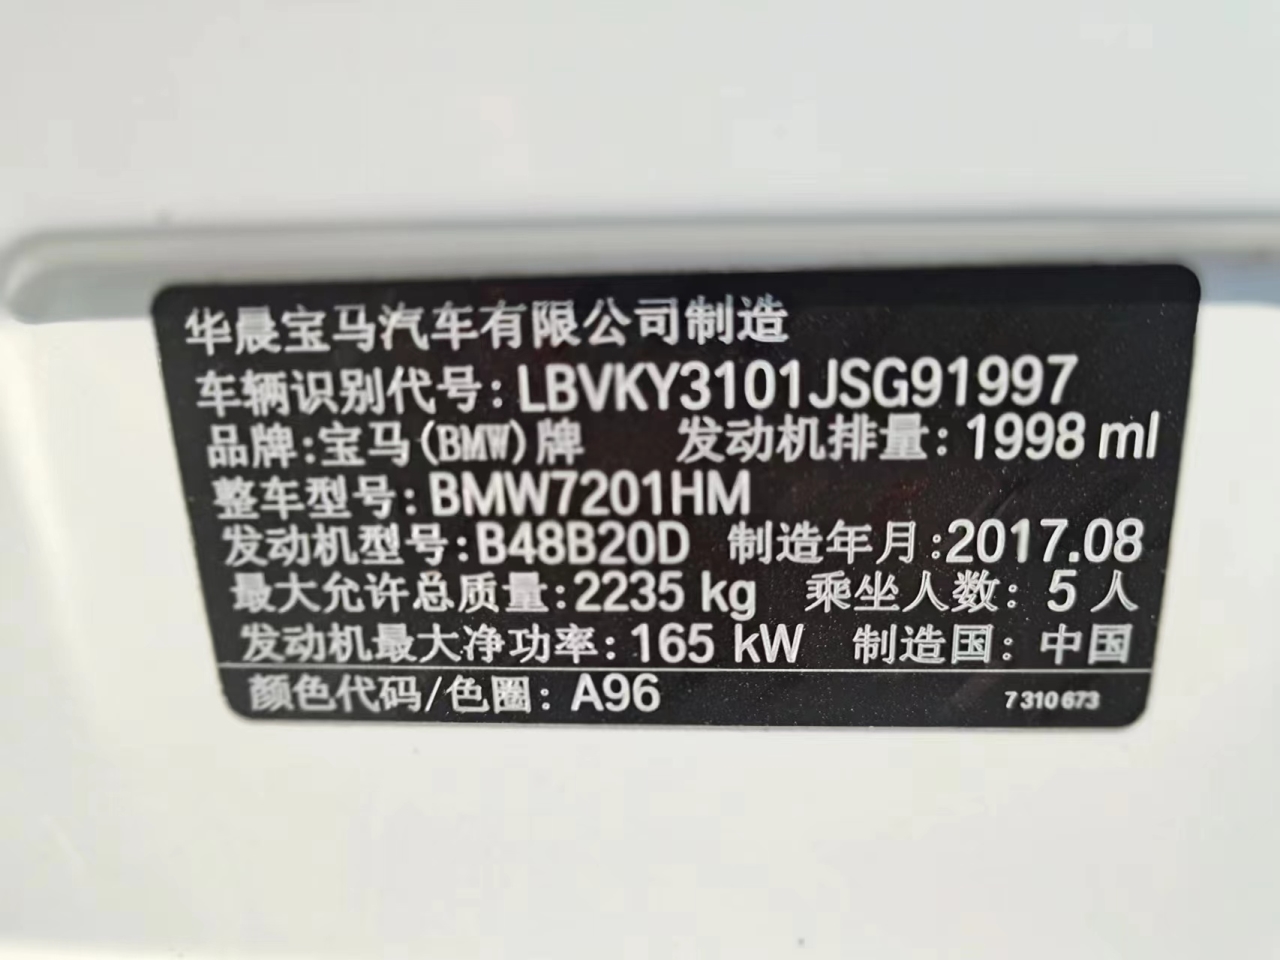 华晨宝马汽车有限公司制造
车辆识别代号: LBVKY3101JSG91997
品牌:宝马(BMW)牌 发动机排量: 1998 ml
整车型号: BMW7201HM
发动机型号: B48B20D 制造年月:2017.08
最大允许总质量:2235 kg 乘坐人数: 5 人
发动机最大净功率: 165 kW 制造国: 中国
颜色代码/色圈: A96 7 310 673